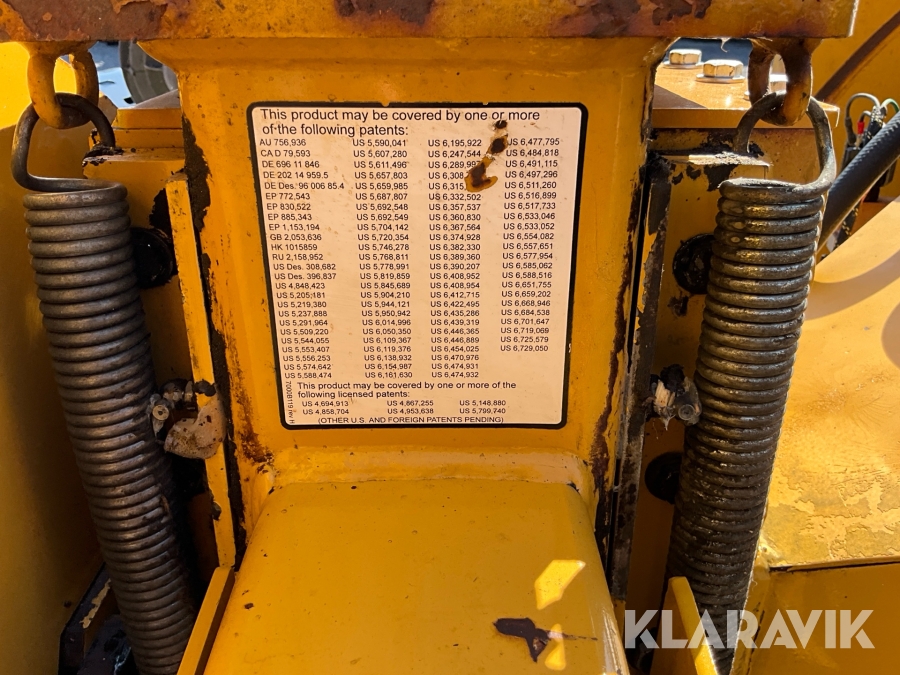 This product may be covered by one or more
of the following patents:
AU 756,936
CA D 79,593
DE 696 11 846
DE 202 14 959.5
DE Des. 96 006 85.4
EP 772,543
EP 830,522
EP 885,343
EP 1,153,194
GB 2,053,636
HK 1015859
RU 2,158,952
US Des. 308,682
US Des. 396,837
US 4,848,423
US 5,205,181
US 5,219,380
US 5,237,888
US 5,291,964
US 5,509,220
US 5,544,055
US 5,553,407
US 5,556,253
US 5,574,642
US 5,588,474
US 5,590,041
US 5,607,280
US 5,611,496
US 5,657,803
US 5,659,985
US 5,687,807
US 5,692,548
US 5,692,549
US 5,704,142
US 5,720,354
US 5,746,278
US 5,768,811
US 5,778,991
US 5,819,859
US 5,845,689
US 5,904,210
US 5,944,121
US 5,950,942
US 6,014,996
US 6,050,350
US 6,109,367
US 6,119,376
US 6,138,932
US 6,154,987
US 6,161,630
US 6,195,922
US 6,247,544
US 6,289,99
US 6,308,
US 6,315,
US 6,332,502
US 6,357,537
US 6,360,830
US 6,367,564
US 6,374,928
US 6,382,330
US 6,389,360
US 6,390,207
US 6,408,952
US 6,408,954
US 6,412,715
US 6,422,495
US 6,435,286
US 6,439,319
US 6,446,365
US 6,446,889
US 6,454,025
US 6,470,976
US 6,474,931
US 6,474,932
US 6,477,795
US 6,484,818
US 6,491,115
US 6,497,296
US 6,511,260
US 6,516,899
US 6,517,733
US 6,533,046
US 6,533,052
US 6,554,082
US 6,557,651
US 6,577,954
US 6,585,062
US 6,588,516
US 6,651,755
US 6,659,202
US 6,668,946
US 6,684,538
US 6,701,647
US 6,719,069
US 6,725,579
US 6,729,050
This product may be covered by one or more of the
following licensed patents:
US 4,694,913 US 4,867,255 US 5,148,880
US 4,858,704 US 4,953,638 US 5,799,740
(OTHER U.S. AND FOREIGN PATENTS PENDING)
70008119 rev H
KLARAVIK